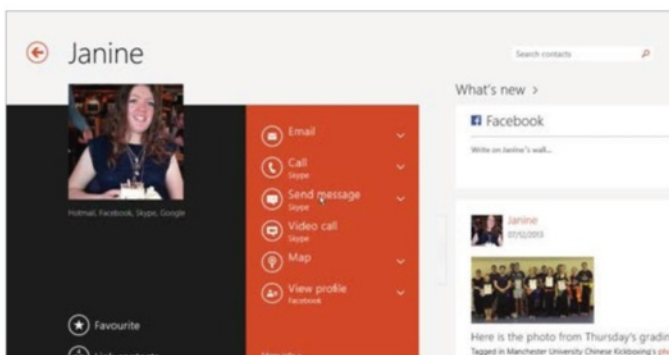 Janine
Search contacts
What's new >
Facebook
Write on Janine's wall...
Email
Call
Skype
Send message
Skype
Video call
Skype
Map
View profile
Facebook
Hotmail, Facebook, Skype, Google
Favourite
Janine
07/12/2013
Here is the photo from Thursday's gradin
Tagged in Manchester University Chinese Kickboxing's